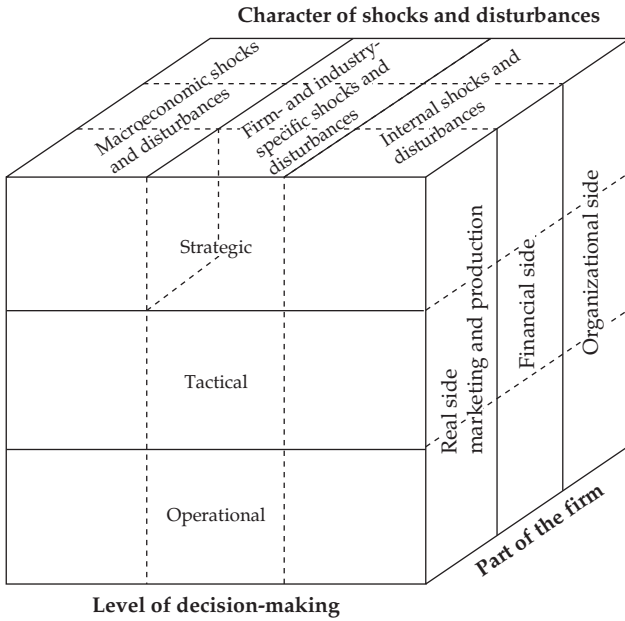 Character of shocks and disturbances
Macroeconomic shocks
and disturbances
Firm- and industry-
specific shocks and
disturbances
Internal shocks and
disturbances
Strategic
Tactical
Operational
Real side
marketing and production
Financial side
Organizational side
Part of the firm
Level of decision-making